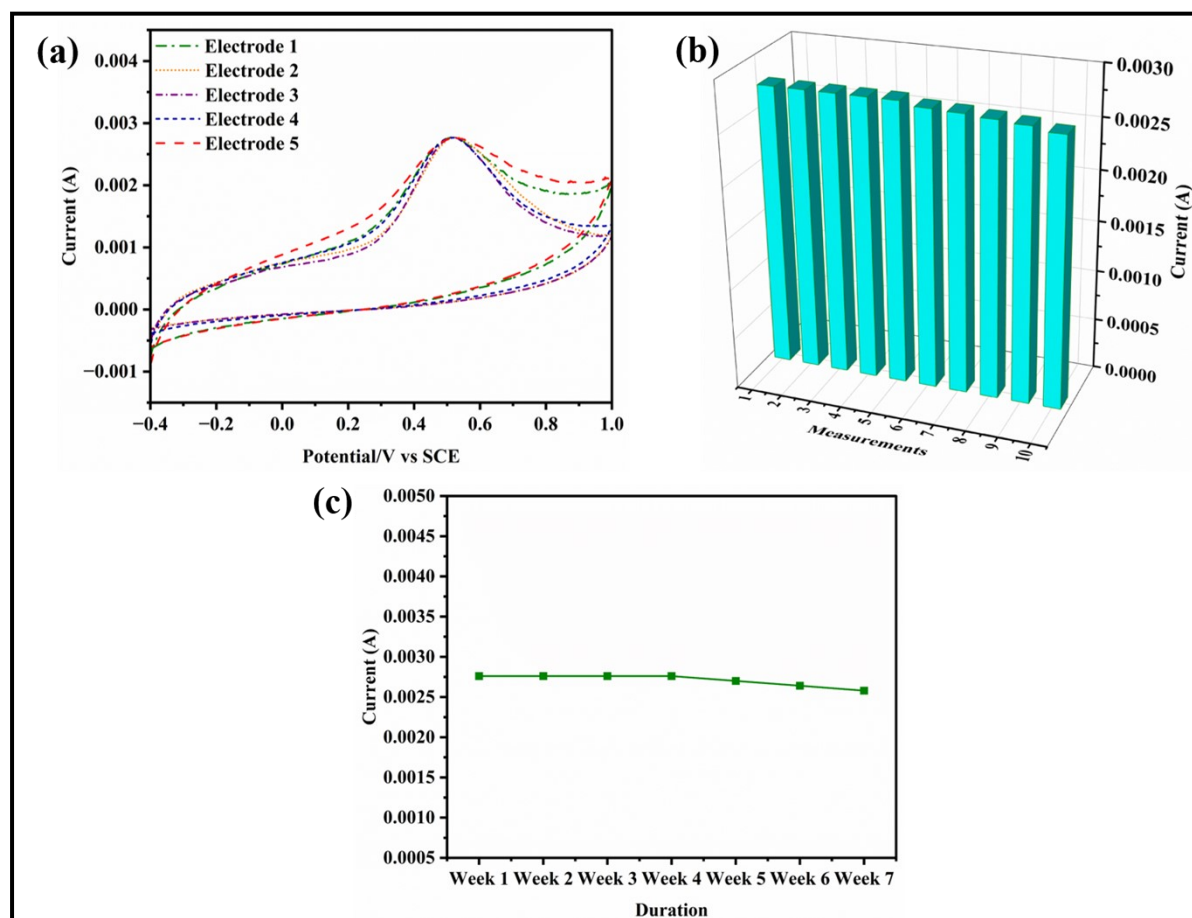 (a)
Electrode 1
Electrode 2
Electrode 3
Electrode 4
Electrode 5
0.004
0.003
0.002
0.001
0.000
−0.001
Current (A)
−0.4 −0.2 0.0 0.2 0.4 0.6 0.8 1.0
Potential/V vs SCE
(b)
0.0030
0.0025
0.0020
0.0015
0.0010
0.0005
0.0000
Current (A)
1 2 3 4 5 6 7 8 9 10
Measurements
(c)
0.0050
0.0045
0.0040
0.0035
0.0030
0.0025
0.0020
0.0015
0.0010
0.0005
Current (A)
Week 1 Week 2 Week 3 Week 4 Week 5 Week 6 Week 7
Duration